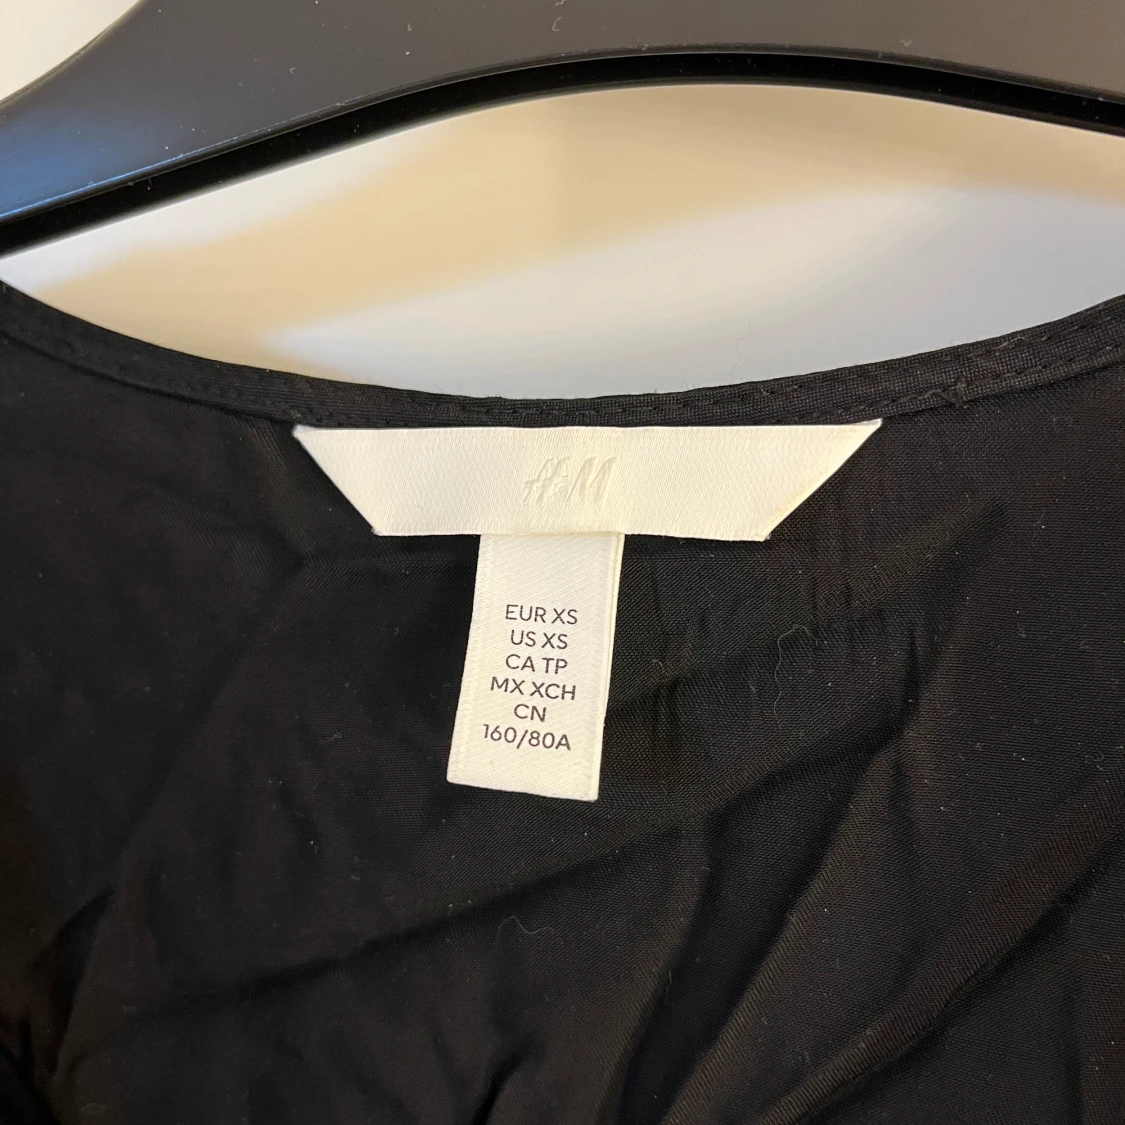 H&M
EUR XS
US XS
CA TP
MX XCH
CN
160/80A